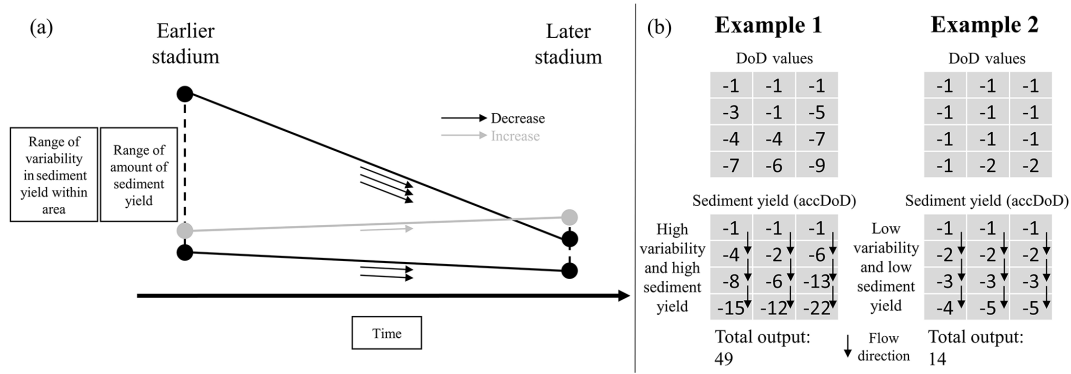 (a)
Earlier
stadium
Later
stadium
Decrease
Increase
Range of
variability
in sediment
yield within
area
Range of
amount of
sediment
yield
Time
(b)
Example 1
DoD values
-1 -1 -1
-3 -1 -5
-4 -4 -7
-7 -6 -9
Sediment yield (accDoD)
High
variability
and high
sediment
yield
-1 -1 -1
-4 -2 -6
-8 -6 -13
-15 -12 -22
Total output:
49
Flow
direction
Example 2
DoD values
-1 -1 -1
-1 -1 -1
-1 -1 -1
-1 -2 -2
Sediment yield (accDoD)
Low
variability
and low
sediment
yield
-1 -1 -1
-2 -2 -2
-3 -3 -3
-4 -5 -5
Total output:
14